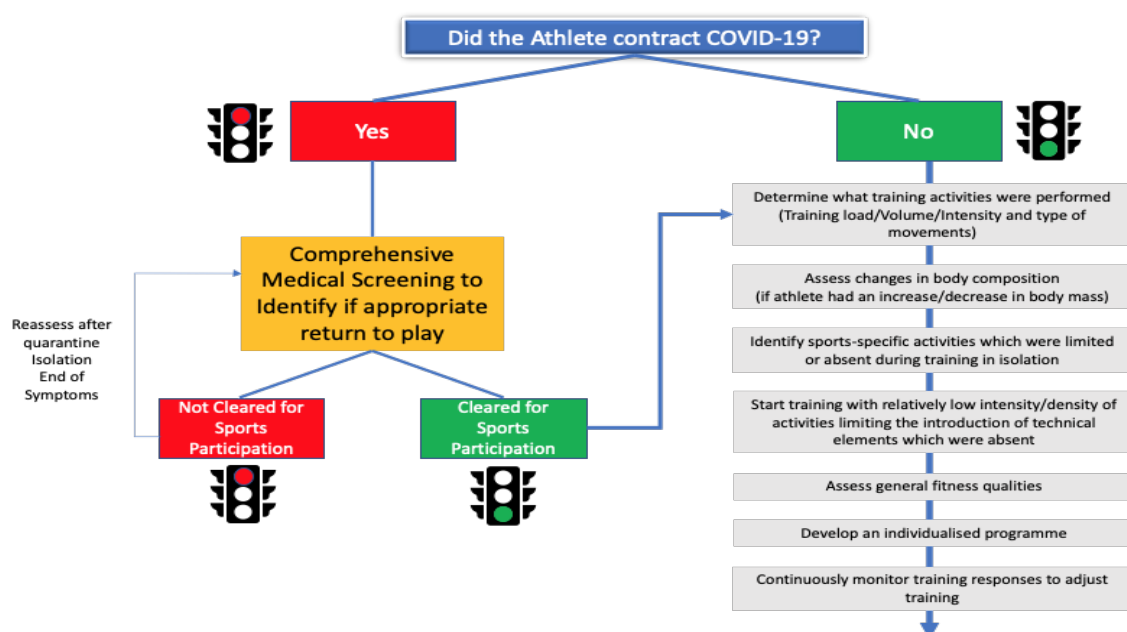 Did the Athlete contract COVID-19?
Yes
No
Comprehensive
Medical Screening to
Identify if appropriate
return to play
Reassess after
quarantine
Isolation
End of
Symptoms
Not Cleared for
Sports
Participation
Cleared for
Sports
Participation
Determine what training activities were performed
(Training load/Volume/Intensity and type of
movements)
Assess changes in body composition
(if athlete had an increase/decrease in body mass)
Identify sports-specific activities which were limited
or absent during training in isolation
Start training with relatively low intensity/density of
activities limiting the introduction of technical
elements which were absent
Assess general fitness qualities
Develop an individualised programme
Continuously monitor training responses to adjust
training